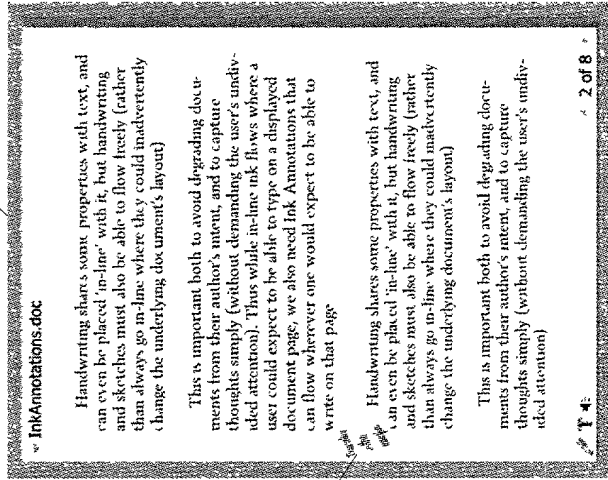 InkAnnotations.doc
Handwriting shares some properties with text, and
can even be placed 'in-line' with it, but handwriting
and sketches must also be able to flow freely (rather
than always go in-line where they could inadvertently
change the underlying document's layout)
This is important both to avoid degrading docu-
ments from their author's intent, and to capture
thoughts simply (without demanding the user's undiv-
ided attention). Thus while in-line ink flows where a
user could expect to be able to type on a displayed
document page, we also need Ink Annotations that
can flow wherever one would expect to be able to
write on that page
Handwriting shares some properties with text, and
can even be placed 'in-line' with it, but handwriting
and sketches must also be able to flow freely (rather
than always go in-line where they could inadvertently
change the underlying document's layout)
This is important both to avoid degrading docu-
ments from their author's intent, and to capture
thoughts simply (without demanding the user's undiv-
ided attention)
2 of 8